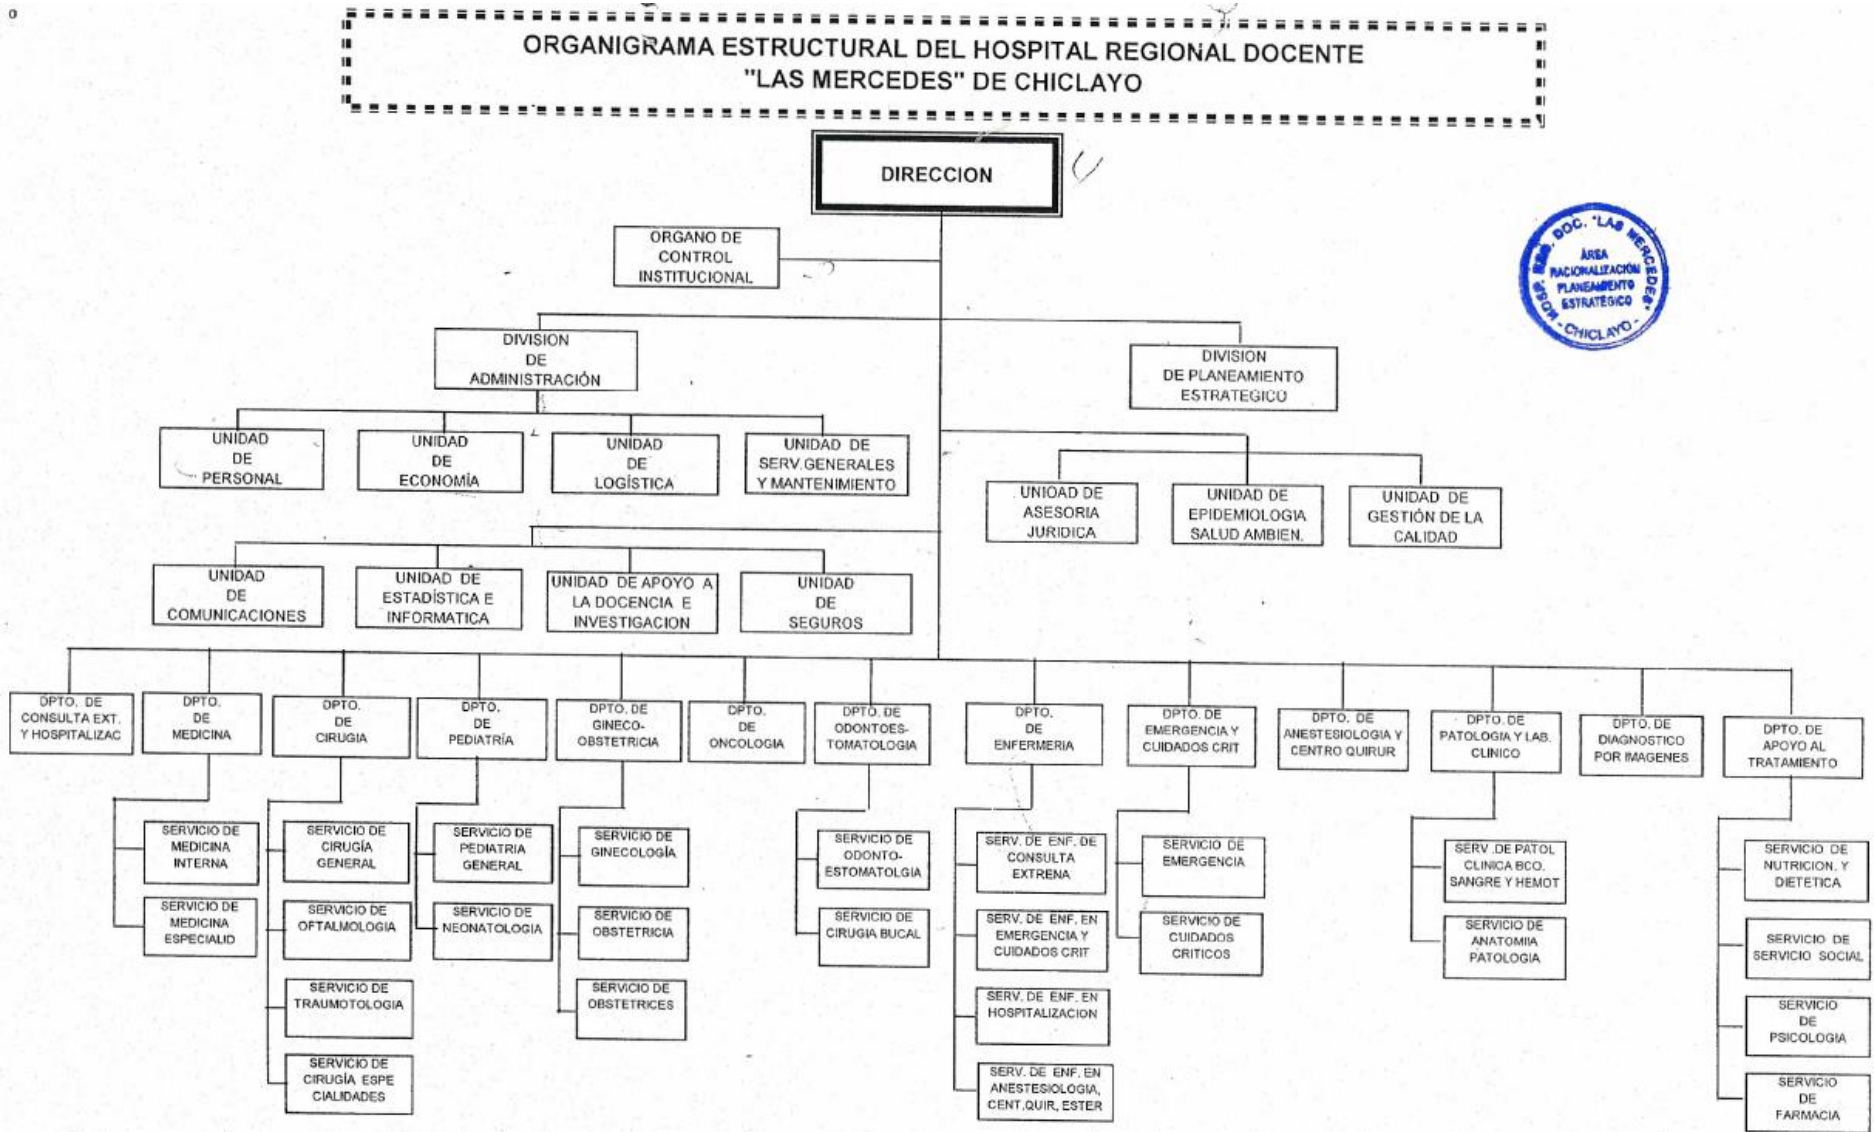 ORGANIGRAMA ESTRUCTURAL DEL HOSPITAL REGIONAL DOCENTE
"LAS MERCEDES" DE CHICLAYO
DIRECCION
ORGANO DE
CONTROL
INSTITUCIONAL
HOSP. REG. DOC. "LAS MERCEDES"
ÁREA
RACIONALIZACIÓN
PLANEAMIENTO
ESTRATÉGICO
- CHICLAYO -
DIVISION
DE
ADMINISTRACIÓN
DIVISION
DE PLANEAMIENTO
ESTRATEGICO
UNIDAD
DE
PERSONAL
UNIDAD
DE
ECONOMÍA
UNIDAD
DE
LOGÍSTICA
UNIDAD DE
SERV.GENERALES
Y MANTENIMIENTO
UNIDAD DE
ASESORIA
JURIDICA
UNIDAD DE
EPIDEMIOLOGIA
SALUD AMBIEN.
UNIDAD DE
GESTIÓN DE LA
CALIDAD
UNIDAD
DE
COMUNICACIONES
UNIDAD DE
ESTADÍSTICA E
INFORMATICA
UNIDAD DE APOYO A
LA DOCENCIA E
INVESTIGACION
UNIDAD
DE
SEGUROS
DPTO. DE
CONSULTA EXT.
Y HOSPITALIZAC
DPTO.
DE
MEDICINA
DPTO.
DE
CIRUGIA
DPTO.
DE
PEDIATRÍA
DPTO. DE
GINECO-
OBSTETRICIA
DPTO.
DE
ONCOLOGIA
DPTO. DE
ODONTOES-
TOMATOLOGIA
DPTO.
DE
ENFERMERIA
DPTO. DE
EMERGENCIA Y
CUIDADOS CRIT
DPTO. DE
ANESTESIOLOGIA Y
CENTRO QUIRUR
DPTO. DE
PATOLOGIA Y LAB.
CLINICO
DPTO. DE
DIAGNOSTICO
POR IMAGENES
DPTO. DE
APOYO AL
TRATAMIENTO
SERVICIO DE
MEDICINA
INTERNA
SERVICIO DE
MEDICINA
ESPECIALID
SERVICIO DE
CIRUGÍA
GENERAL
SERVICIO DE
OFTALMOLOGIA
SERVICIO DE
TRAUMOTOLOGIA
SERVICIO DE
CIRUGÍA ESPE
CIALIDADES
SERVICIO DE
PEDIATRIA
GENERAL
SERVICIO DE
NEONATOLOGIA
SERVICIO DE
GINECOLOGÍA
SERVICIO DE
OBSTETRICIA
SERVICIO DE
OBSTETRICES
SERVICIO DE
ODONTO-
ESTOMATOLGIA
SERVICIO DE
CIRUGIA BUCAL
SERV. DE ENF. DE
CONSULTA
EXTRENA
SERV. DE ENF. EN
EMERGENCIA Y
CUIDADOS CRIT
SERV. DE ENF. EN
HOSPITALIZACION
SERV. DE ENF. EN
ANESTESIOLOGIA,
CENT.QUIR, ESTER
SERVICIO DE
EMERGENCIA
SERVICIO DE
CUIDADOS
CRITICOS
SERV .DE PATOL
CLINICA BCO.
SANGRE Y HEMOT
SERVICIO DE
ANATOMIIA
PATOLOGIA
SERVICIO DE
NUTRICION. Y
DIETETICA
SERVICIO DE
SERVICIO SOCIAL
SERVICIO
DE
PSICOLOGIA
SERVICIO
DE
FARMACIA